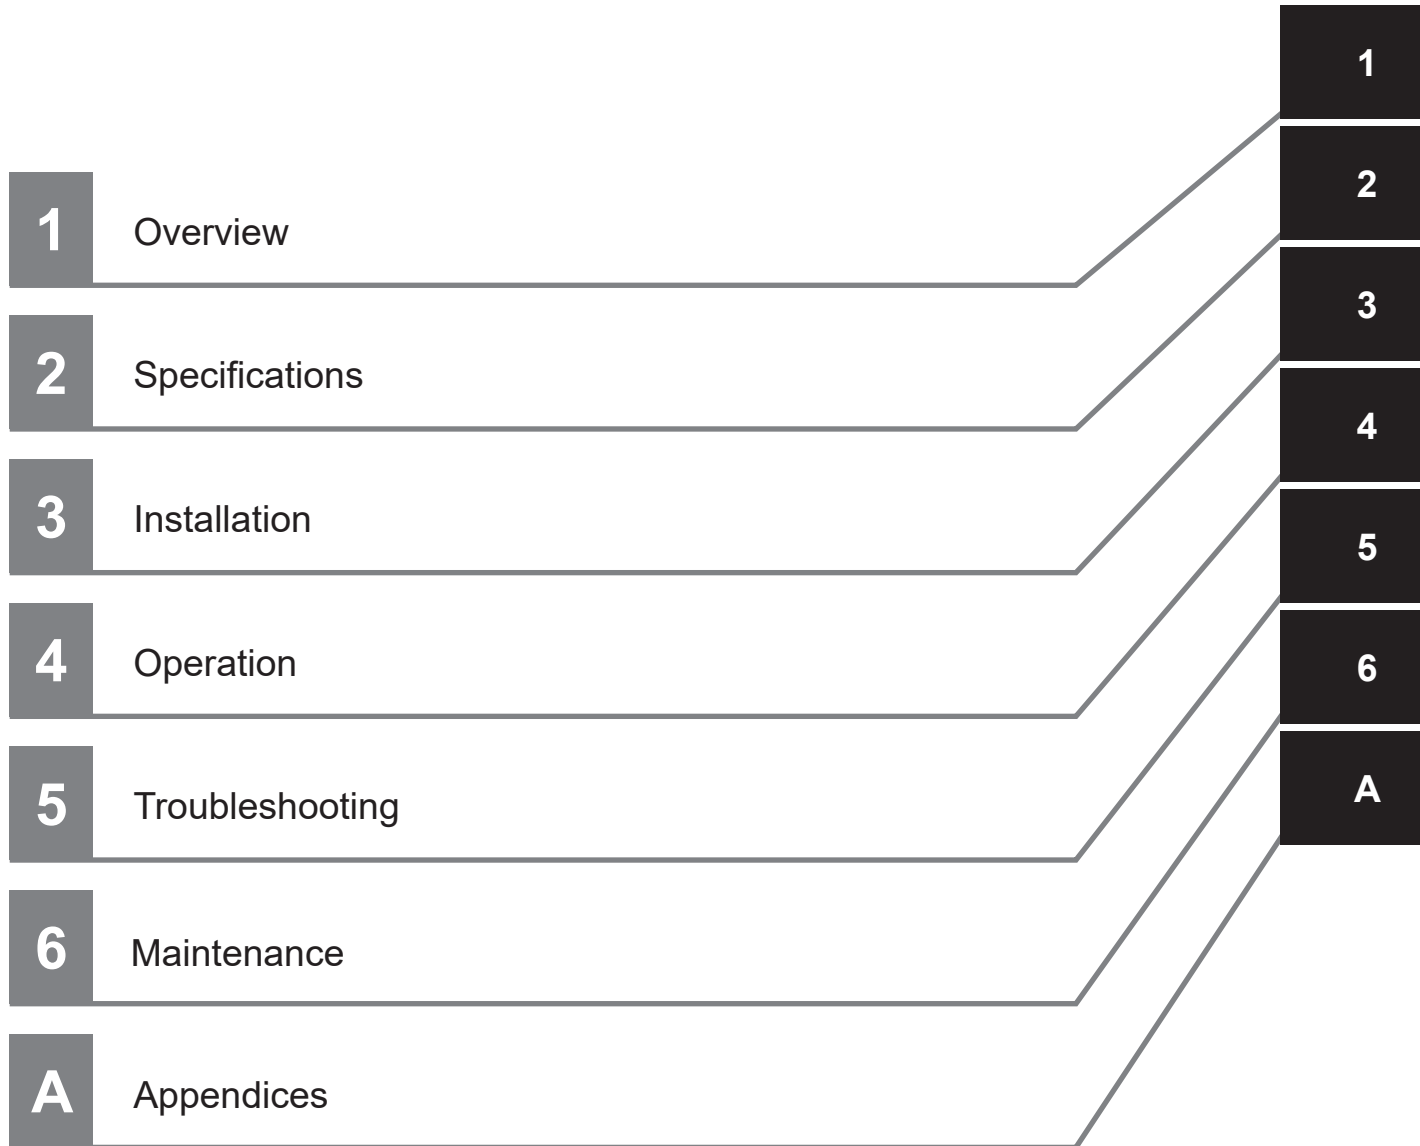 1 Overview
2 Specifications
3 Installation
4 Operation
5 Troubleshooting
6 Maintenance
A Appendices
1
2
3
4
5
6
A